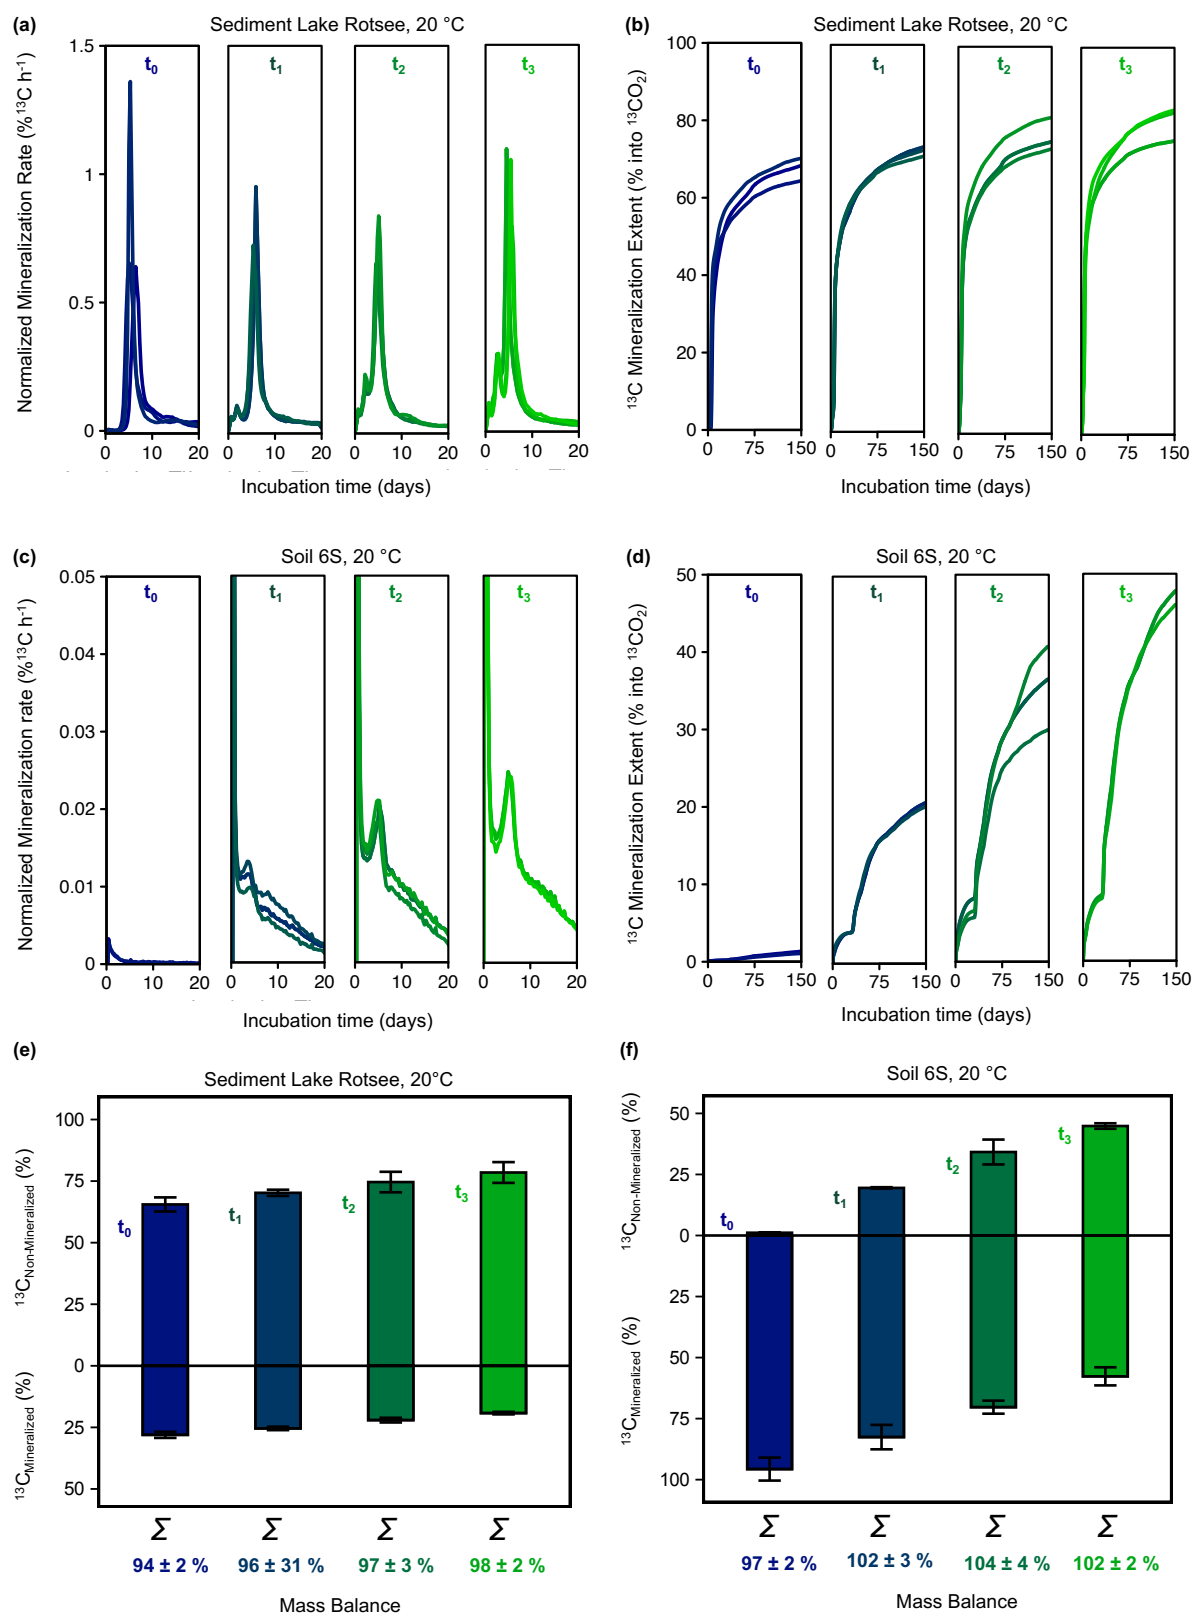 (a)
Sediment Lake Rotsee, 20 °C
Normalized Mineralization Rate (%¹³C h⁻¹)
1.5
1
0.5
0
t₀
t₁
t₂
t₃
0 10 20
0 10 20
0 10 20
0 10 20
Incubation time (days)
(b)
Sediment Lake Rotsee, 20 °C
¹³C Mineralization Extent (% into ¹³CO₂)
100
80
60
40
20
0
t₀
t₁
t₂
t₃
0 75 150
0 75 150
0 75 150
0 75 150
Incubation time (days)
(c)
Soil 6S, 20 °C
Normalized Mineralization rate (%¹³C h⁻¹)
0.05
0.04
0.03
0.02
0.01
0
t₀
t₁
t₂
t₃
0 10 20
0 10 20
0 10 20
0 10 20
Incubation time (days)
(d)
Soil 6S, 20 °C
¹³C Mineralization Extent (% into ¹³CO₂)
50
40
30
20
10
0
t₀
t₁
t₂
t₃
0 75 150
0 75 150
0 75 150
0 75 150
Incubation time (days)
(e)
Sediment Lake Rotsee, 20°C
¹³C Non-Mineralized (%)
¹³C Mineralized (%)
100
75
50
25
0
25
50
t₀
t₁
t₂
t₃
Σ Σ Σ Σ
94 ± 2 % 96 ± 31 % 97 ± 3 % 98 ± 2 %
Mass Balance
(f)
Soil 6S, 20 °C
¹³C Non-Mineralized (%)
¹³C Mineralized (%)
50
25
0
25
50
75
100
t₀
t₁
t₂
t₃
Σ Σ Σ Σ
97 ± 2 % 102 ± 3 % 104 ± 4 % 102 ± 2 %
Mass Balance